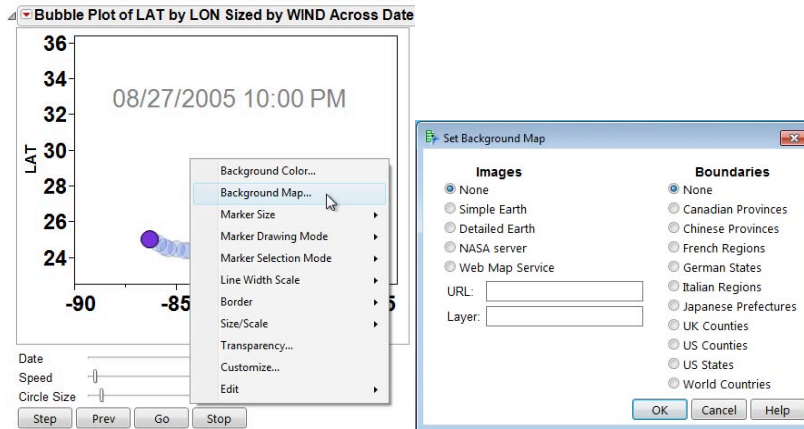 Bubble Plot of LAT by LON Sized by WIND Across Date
36
34
08/27/2005 10:00 PM
32
LAT
30
28
26
24
-90
-85
5
Background Color...
Background Map...
Marker Size
Marker Drawing Mode
Marker Selection Mode
Line Width Scale
Border
Size/Scale
Transparency...
Customize...
Edit
Date
Speed
Circle Size
Step Prev Go Stop
Set Background Map
Images
None
Simple Earth
Detailed Earth
NASA server
Web Map Service
URL:
Layer:
Boundaries
None
Canadian Provinces
Chinese Provinces
French Regions
German States
Italian Regions
Japanese Prefectures
UK Counties
US Counties
US States
World Countries
OK Cancel Help